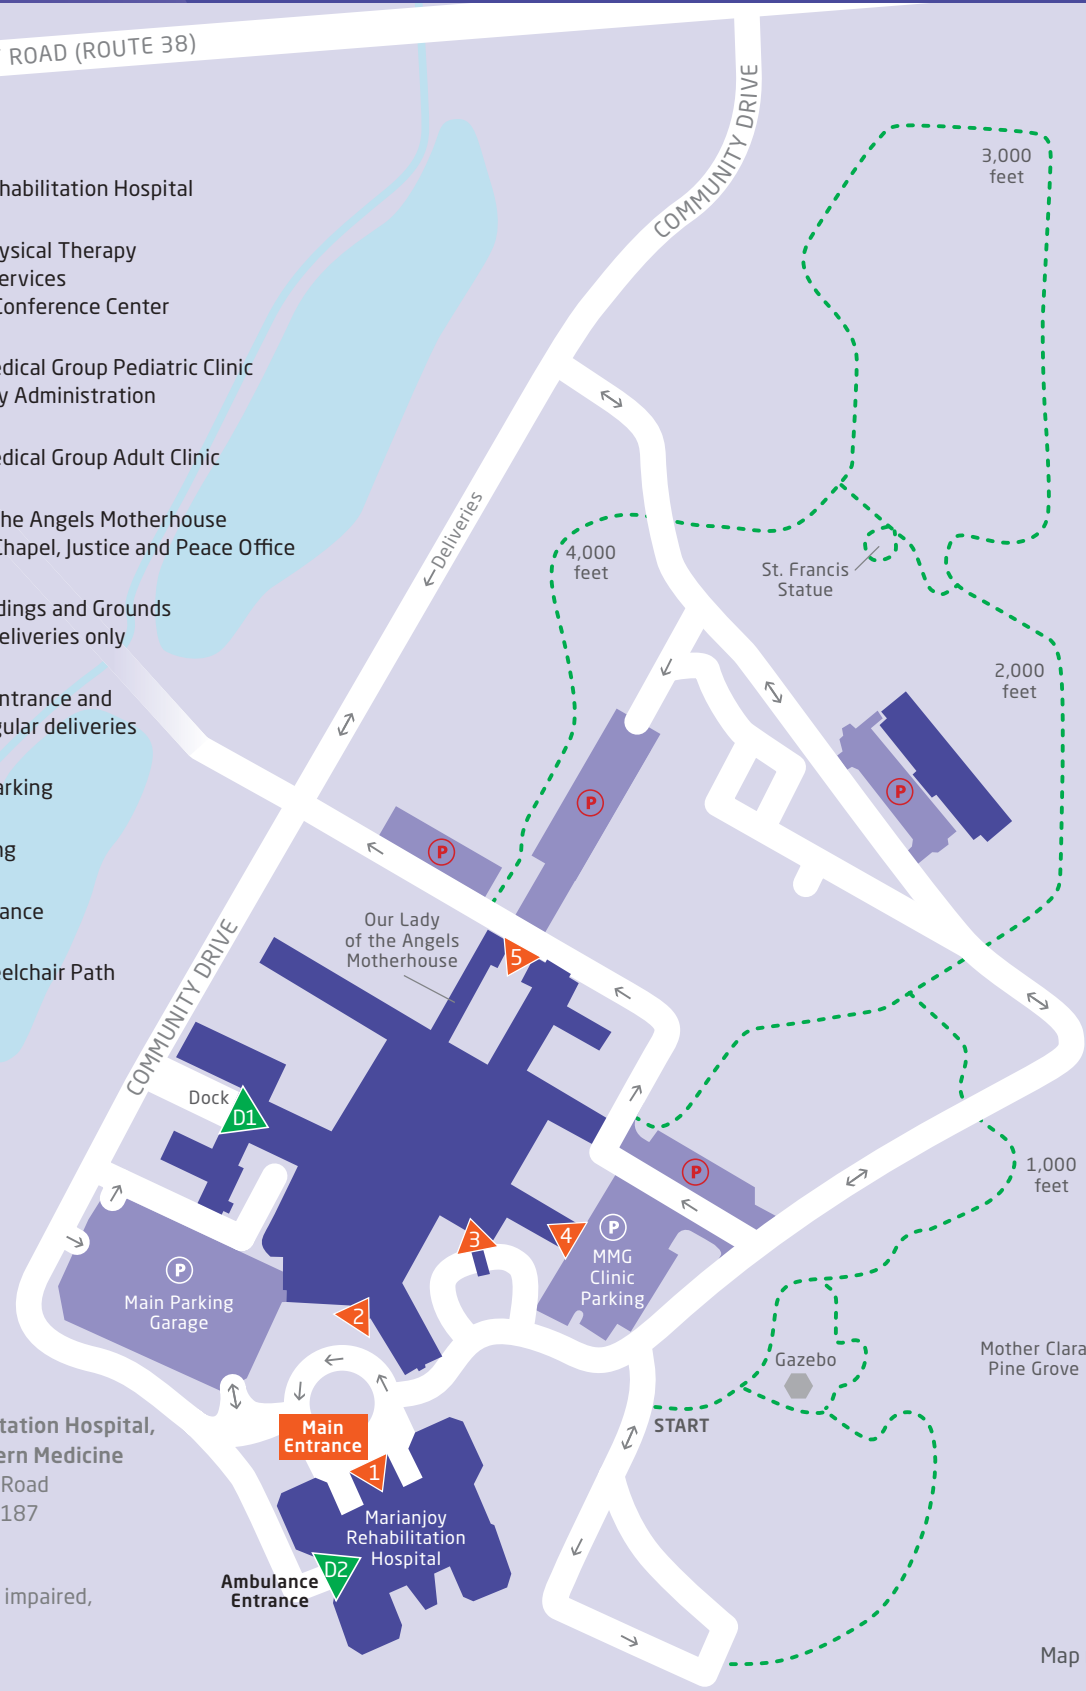 ROAD (ROUTE 38)
COMMUNITY DRIVE
COMMUNITY DRIVE
3,000
feet
habilitation Hospital
ysical Therapy
ervices
Conference Center
edical Group Pediatric Clinic
y Administration
edical Group Adult Clinic
he Angels Motherhouse
Chapel, Justice and Peace Office
dings and Grounds
eliveries only
ntrance and
gular deliveries
arking
ng
ance
eelchair Path
←Deliveries
4,000
feet
St. Francis
Statue
2,000
feet
P
P
P
Our Lady
of the Angels
Motherhouse
5
COMMUNITY DRIVE
Dock
D1
P
1,000
feet
3
4
P
MMG
Clinic
Parking
P
Main Parking
Garage
2
Gazebo
Mother Clara
Pine Grove
START
Main
Entrance
1
tation Hospital,
ern Medicine
Road
187
Marianjoy
Rehabilitation
Hospital
D2
Ambulance
Entrance
impaired,
Map